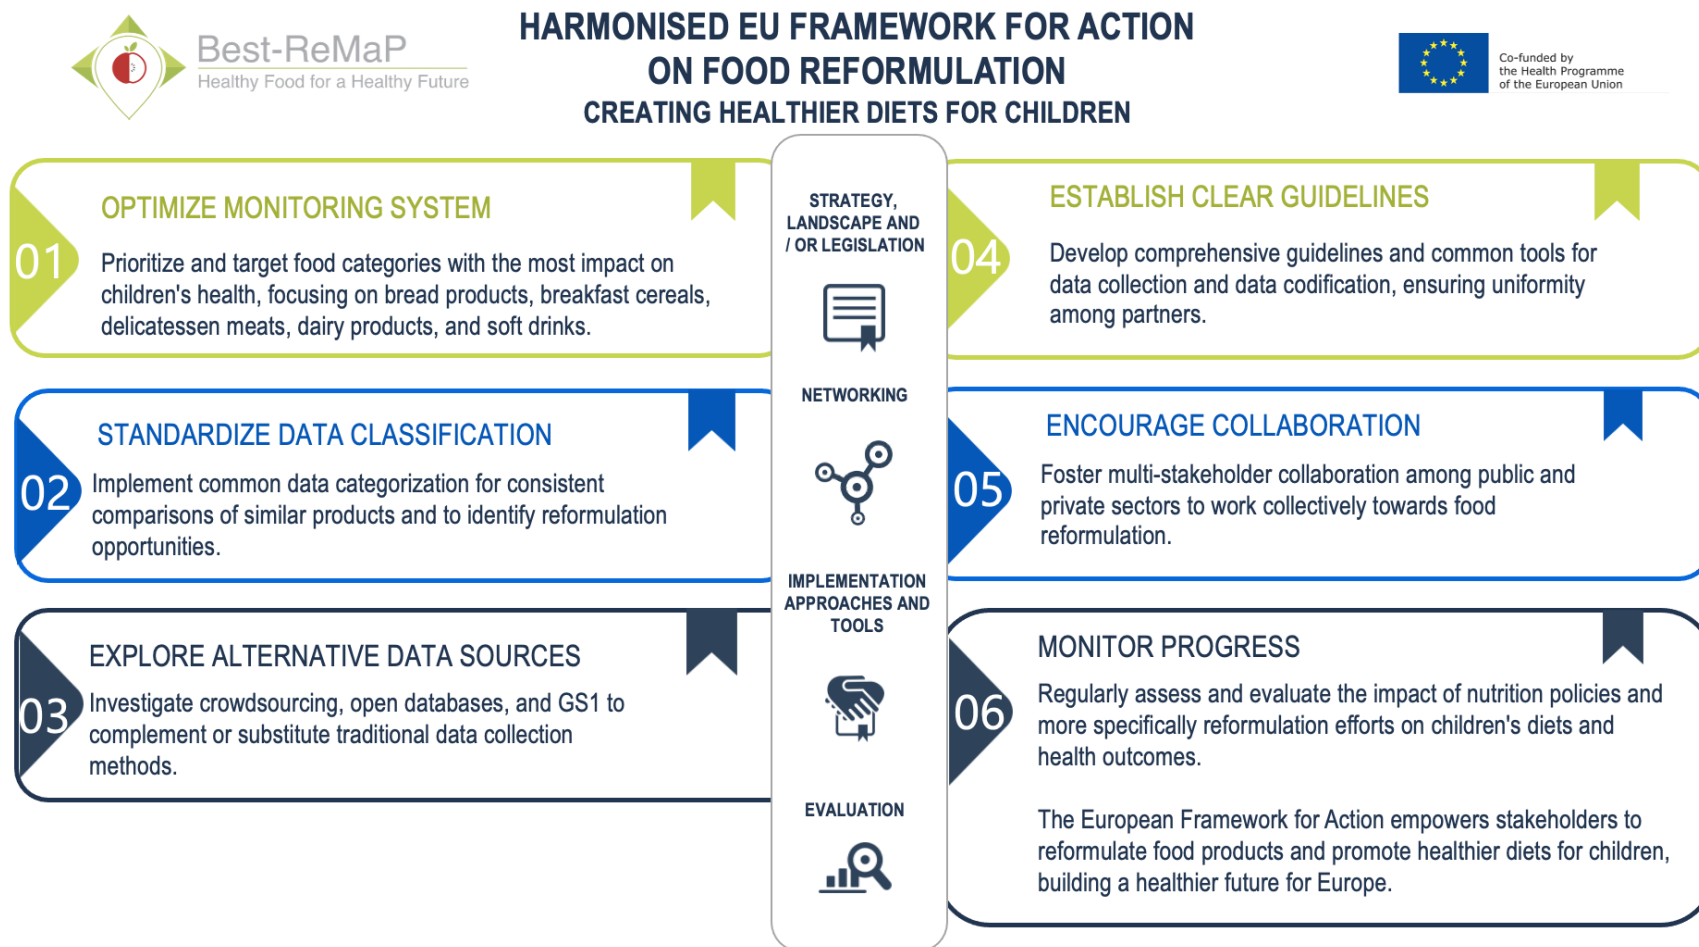 Best-ReMaP
Healthy Food for a Healthy Future
HARMONISED EU FRAMEWORK FOR ACTION
ON FOOD REFORMULATION
CREATING HEALTHIER DIETS FOR CHILDREN
Co-funded by
the Health Programme
of the European Union
01
OPTIMIZE MONITORING SYSTEM
Prioritize and target food categories with the most impact on
children's health, focusing on bread products, breakfast cereals,
delicatessen meats, dairy products, and soft drinks.
02
STANDARDIZE DATA CLASSIFICATION
Implement common data categorization for consistent
comparisons of similar products and to identify reformulation
opportunities.
03
EXPLORE ALTERNATIVE DATA SOURCES
Investigate crowdsourcing, open databases, and GS1 to
complement or substitute traditional data collection
methods.
STRATEGY,
LANDSCAPE AND
/ OR LEGISLATION
NETWORKING
IMPLEMENTATION
APPROACHES AND
TOOLS
EVALUATION
04
ESTABLISH CLEAR GUIDELINES
Develop comprehensive guidelines and common tools for
data collection and data codification, ensuring uniformity
among partners.
05
ENCOURAGE COLLABORATION
Foster multi-stakeholder collaboration among public and
private sectors to work collectively towards food
reformulation.
06
MONITOR PROGRESS
Regularly assess and evaluate the impact of nutrition policies and
more specifically reformulation efforts on children's diets and
health outcomes.
The European Framework for Action empowers stakeholders to
reformulate food products and promote healthier diets for children,
building a healthier future for Europe.